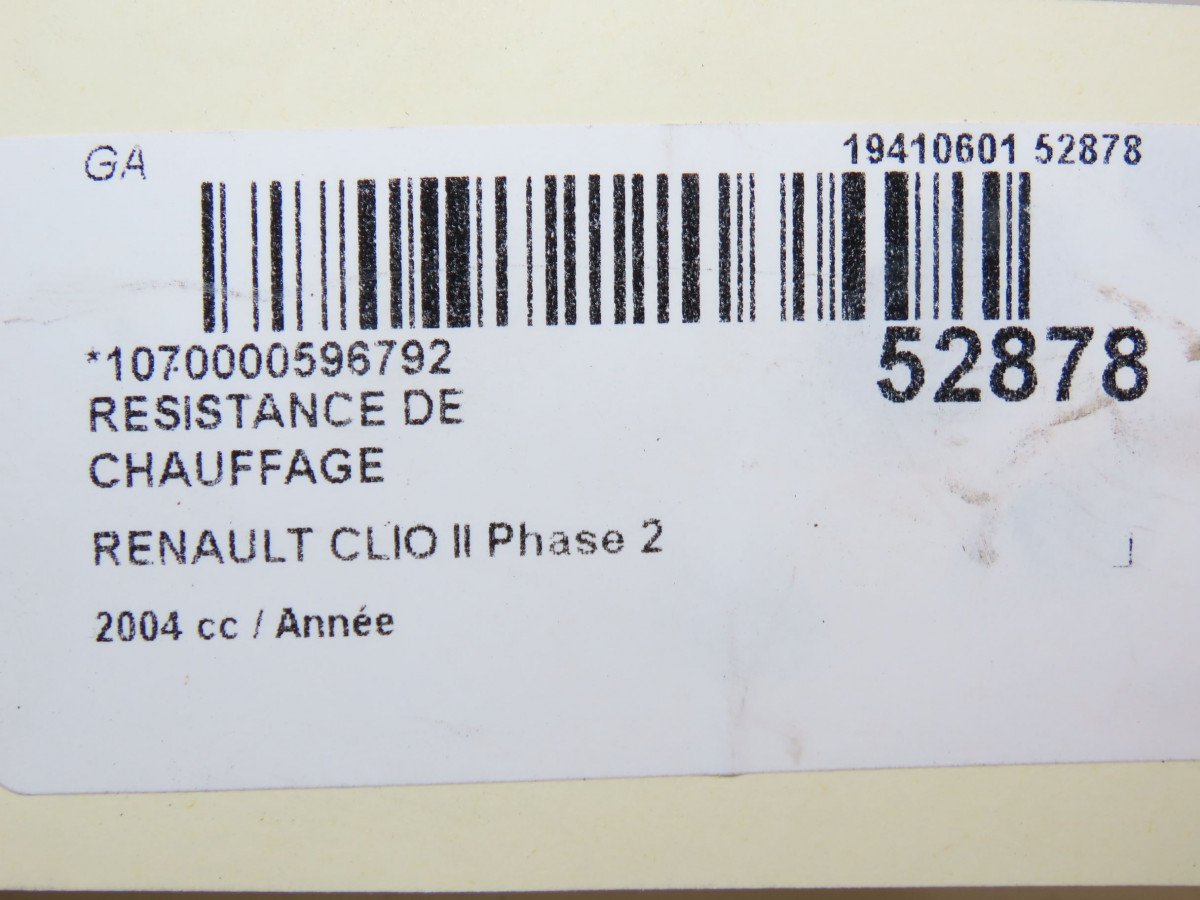 GA
19410601 52878
*1070000596792
52878
RESISTANCE DE
CHAUFFAGE
RENAULT CLIO II Phase 2
2004 cc / Année